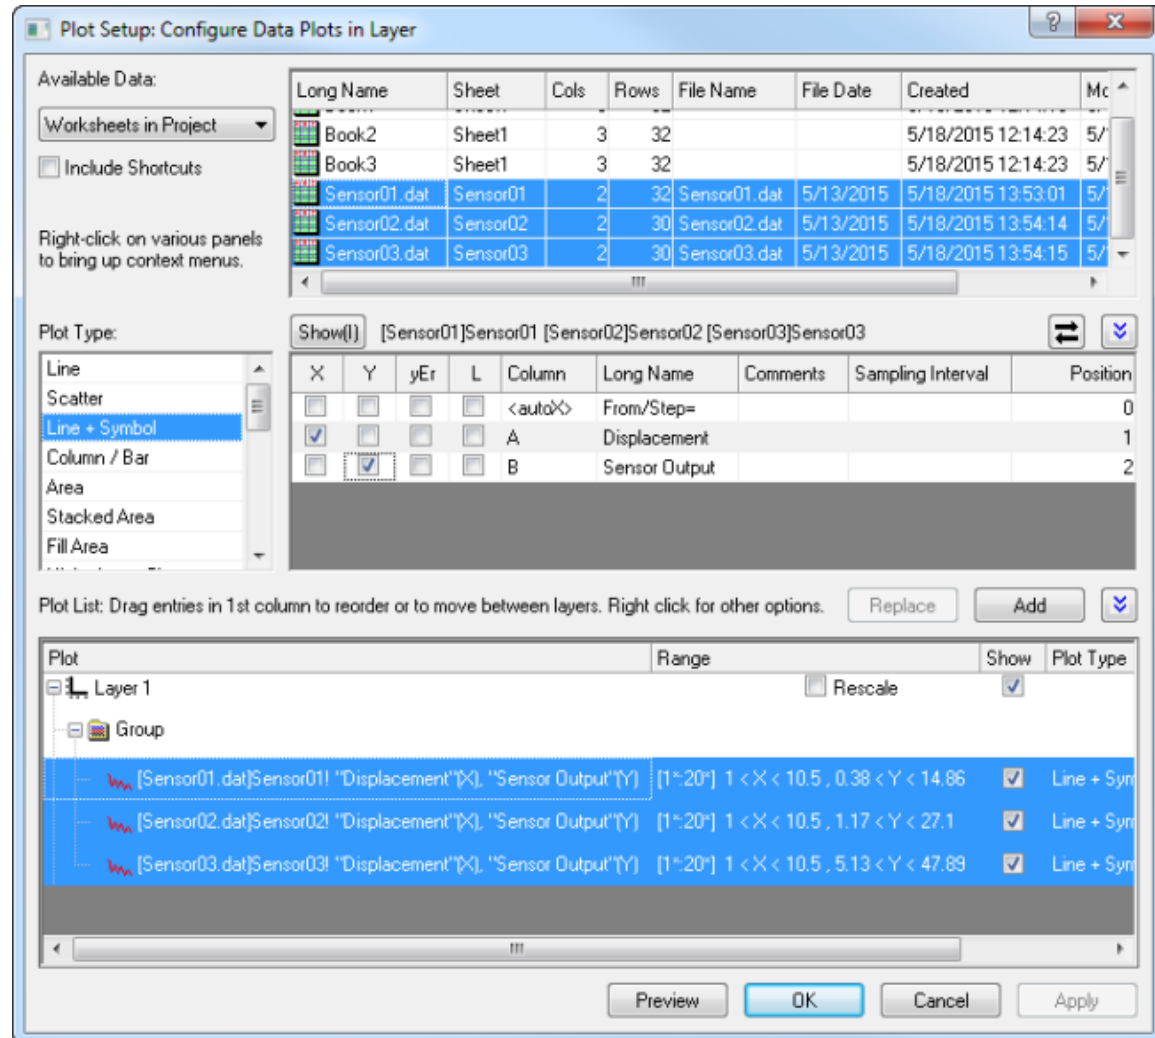 Plot Setup: Configure Data Plots in Layer
Available Data:
Worksheets in Project
Include Shortcuts
Right-click on various panels
to bring up context menus.
Long Name Sheet Cols Rows File Name File Date Created
Book2 Sheet1 3 32 5/18/2015 12:14:23 5/
Book3 Sheet1 3 32 5/18/2015 12:14:23 5/
Sensor01.dat Sensor01 2 32 Sensor01.dat 5/13/2015 5/18/2015 13:53:01 5/
Sensor02.dat Sensor02 2 30 Sensor02.dat 5/13/2015 5/18/2015 13:54:14 5/
Sensor03.dat Sensor03 2 30 Sensor03.dat 5/13/2015 5/18/2015 13:54:15 5/
Plot Type:
Line
Scatter
Line + Symbol
Column / Bar
Area
Stacked Area
Fill Area
Show(I) [Sensor01]Sensor01 [Sensor02]Sensor02 [Sensor03]Sensor03
X Y yEr L Column Long Name Comments Sampling Interval Position
<autoX> From/Step= 0
A Displacement 1
B Sensor Output 2
Plot List: Drag entries in 1st column to reorder or to move between layers. Right click for other options. Replace Add
Plot Range Show Plot Type
Layer 1 Rescale
Group
[Sensor01.dat]Sensor01! "Displacement"(X), "Sensor Output"(Y) [1*:20*] 1 < X < 10.5 , 0.38 < Y < 14.86 Line + Sym
[Sensor02.dat]Sensor02! "Displacement"(X), "Sensor Output"(Y) [1*:20*] 1 < X < 10.5 , 1.17 < Y < 27.1 Line + Sym
[Sensor03.dat]Sensor03! "Displacement"(X), "Sensor Output"(Y) [1*:20*] 1 < X < 10.5 , 5.13 < Y < 47.89 Line + Sym
Preview OK Cancel Apply